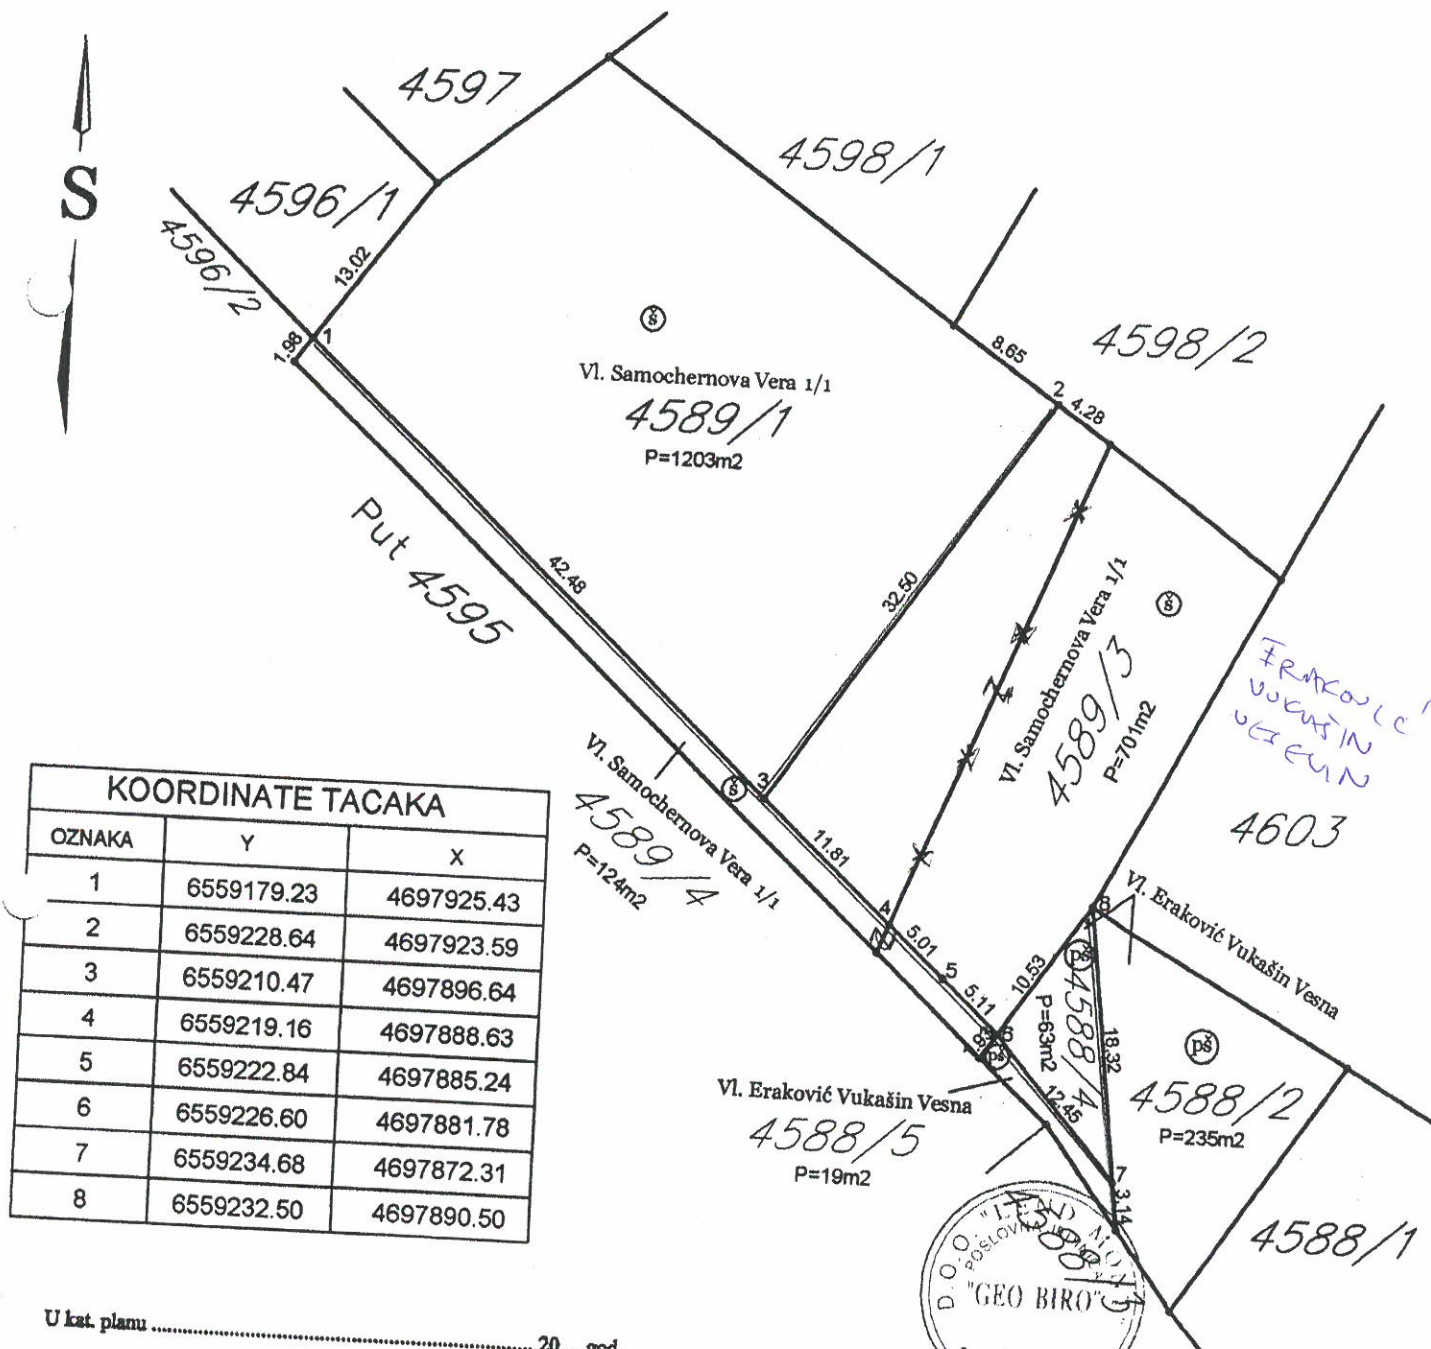 S
4597
4598/1
4596/1
4596/2
13.02
1.98
1
š
8.65
4598/2
Vl. Samochernova Vera 1/1
4589/1
P=1203m2
2
4.28
Put 4595
42.48
32.50
Vl. Samochernova Vera 1/1
4589/3
P=701m2
š
VUKAŠIN
4603
3
š
Vl. Samochernova Vera 1/1
4589/4
P=124m2
11.81
4
5.01
5
5.11
6
10.53
8
Vl. Eraković Vukašin Vesna
pš
4588/4
P=63m2
18.32
12.45
pš
pš
4588/2
P=235m2
Vl. Eraković Vukašin Vesna
4588/5
P=19m2
7
3.14
4588/1
KOORDINATE TACAKA
OZNAKA Y X
1 6559179.23 4697925.43
2 6559228.64 4697923.59
3 6559210.47 4697896.64
4 6559219.16 4697888.63
5 6559222.84 4697885.24
6 6559226.60 4697881.78
7 6559234.68 4697872.31
8 6559232.50 4697890.50
D.O.O.
POSLOVNA
"GEO BIRO"
U kat. planu ........ 20 god